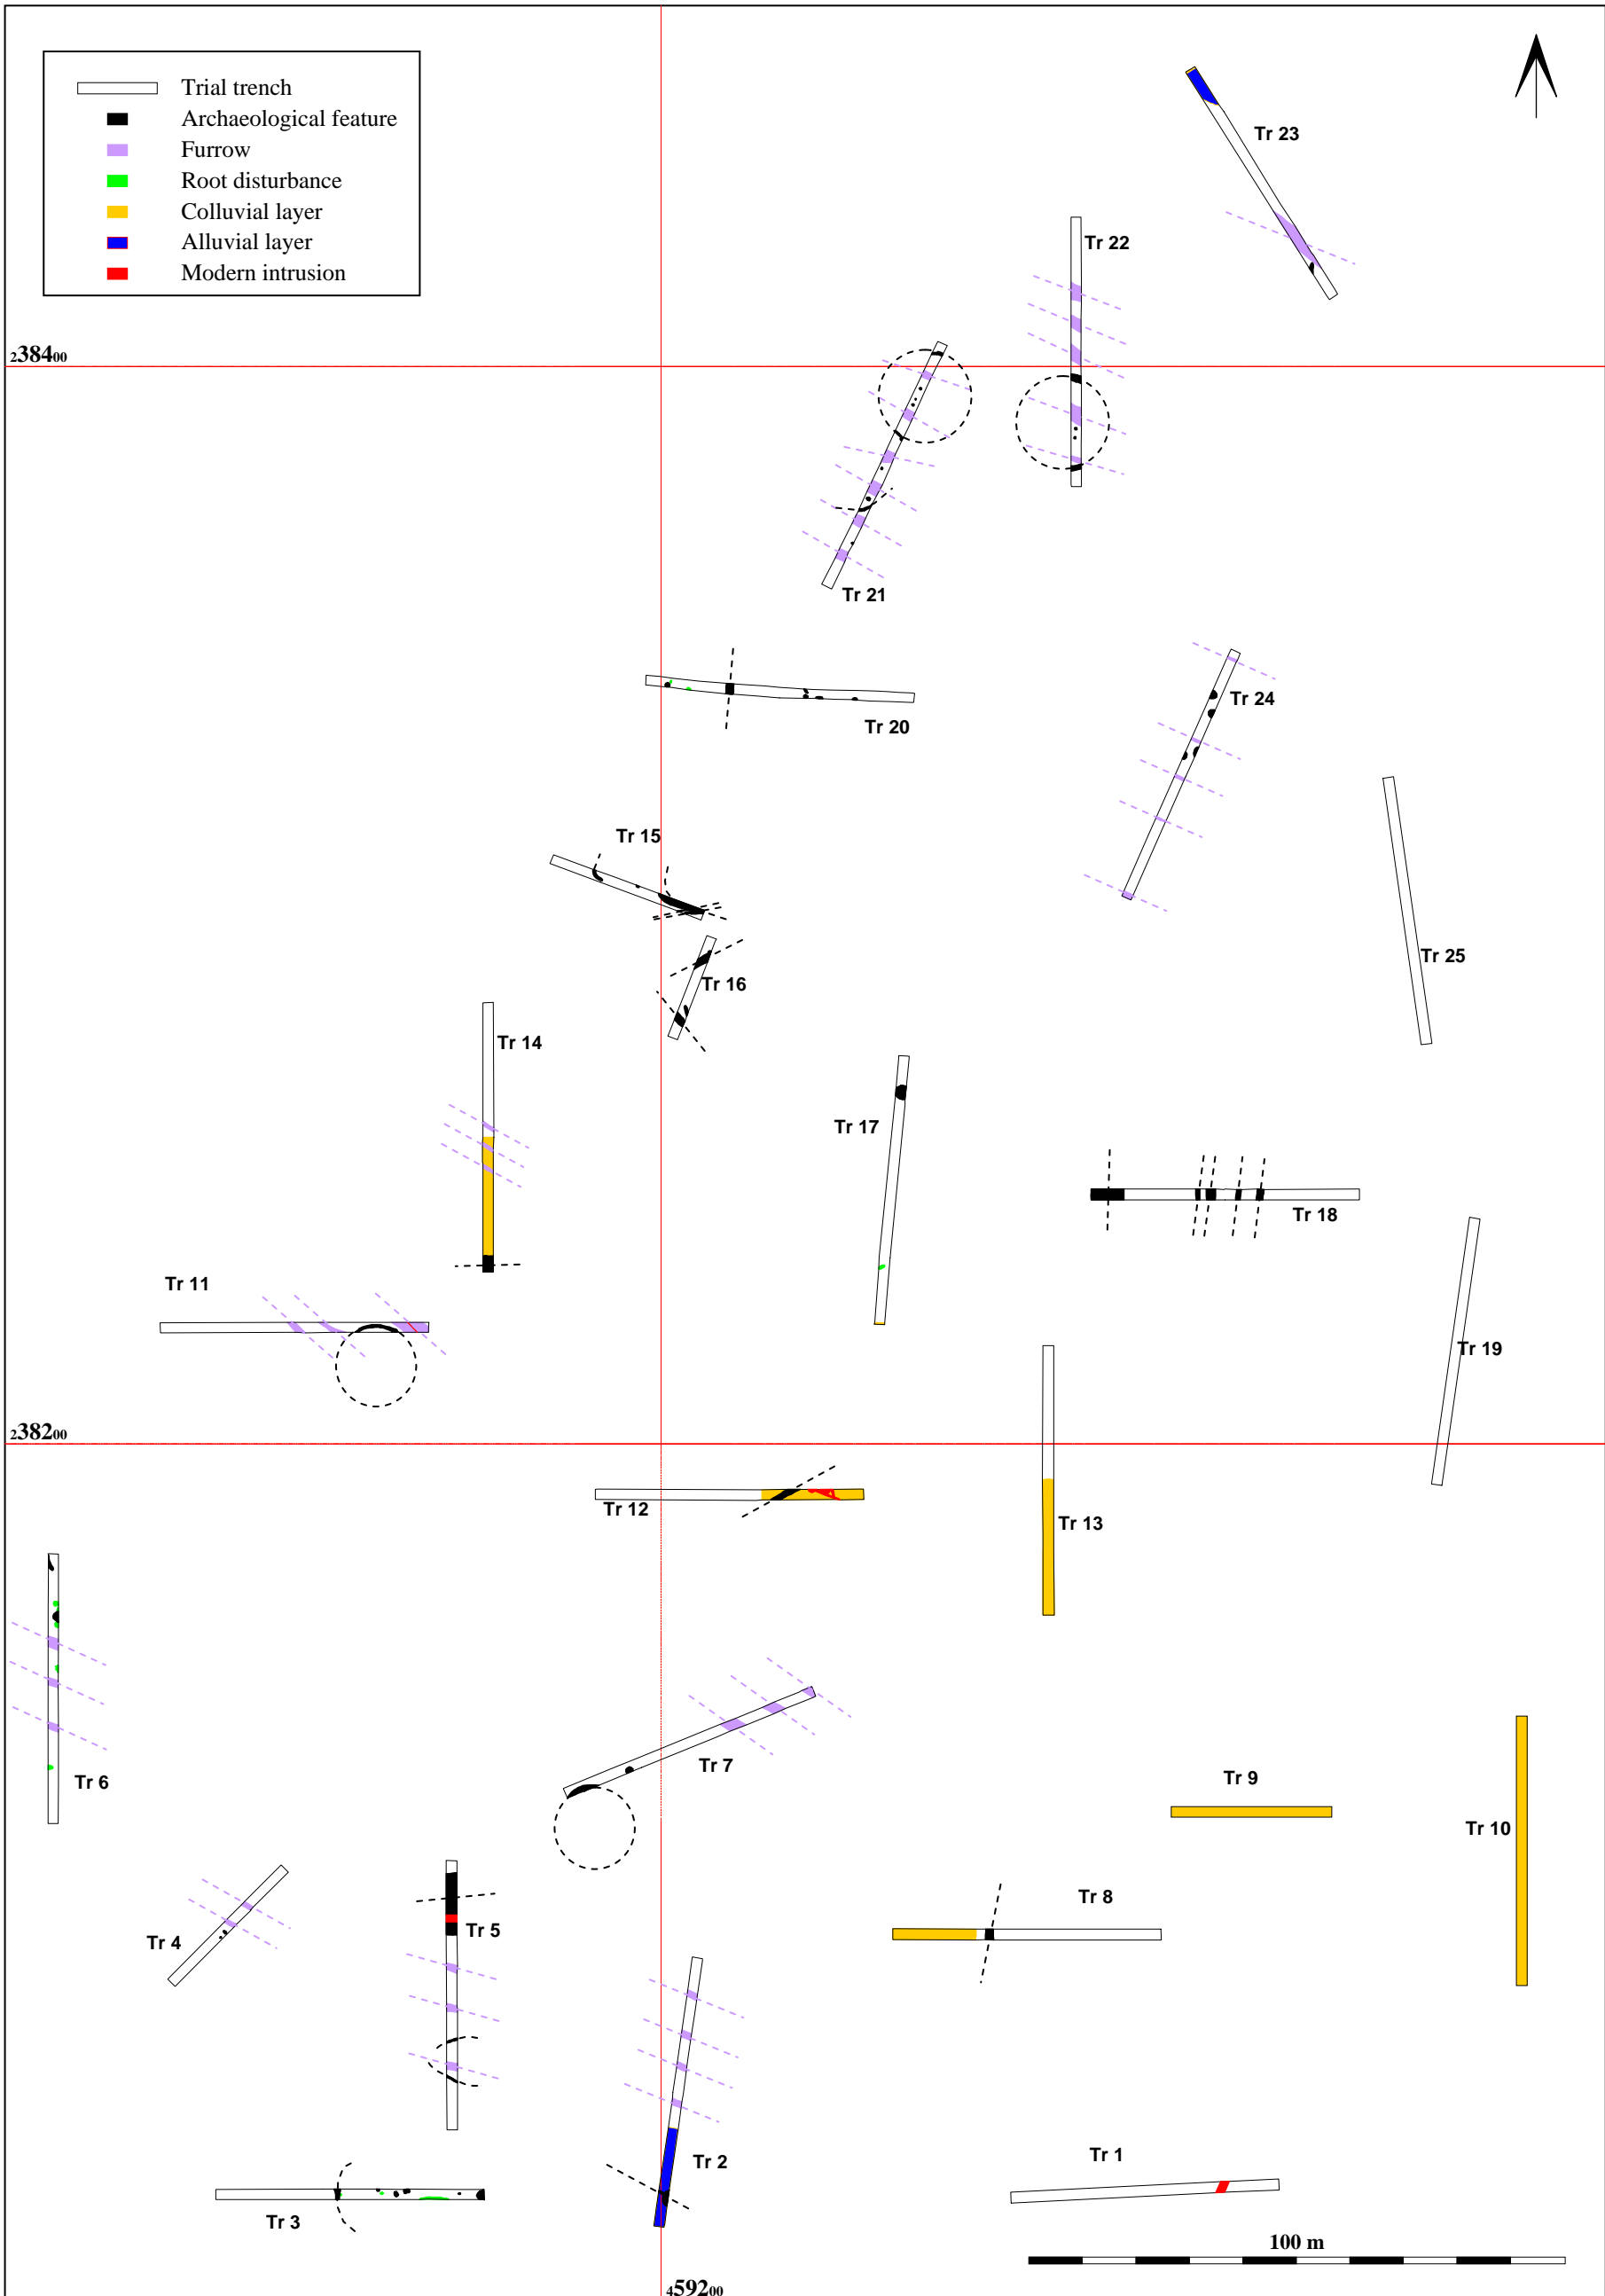 Trial trench
Archaeological feature
Furrow
Root disturbance
Colluvial layer
Alluvial layer
Modern intrusion
Tr 23
Tr 22
238400
Tr 21
Tr 20
Tr 24
Tr 15
Tr 25
Tr 16
Tr 14
Tr 17
Tr 18
Tr 11
Tr 19
238200
Tr 12
Tr 13
Tr 7
Tr 6
Tr 9
Tr 10
Tr 8
Tr 5
Tr 4
Tr 1
Tr 2
Tr 3
100 m
459200